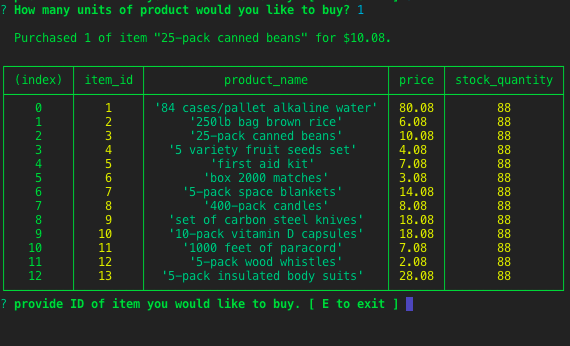 ? How many units of product would you like to buy? 1
Purchased 1 of item "25-pack canned beans" for $10.08.
(index) item_id product_name price stock_quantity
0 1 '84 cases/pallet alkaline water' 80.08 88
1 2 '250lb bag brown rice' 6.08 88
2 3 '25-pack canned beans' 10.08 88
3 4 '5 variety fruit seeds set' 4.08 88
4 5 'first aid kit' 7.08 88
5 6 'box 2000 matches' 3.08 88
6 7 '5-pack space blankets' 14.08 88
7 8 '400-pack candles' 8.08 88
8 9 'set of carbon steel knives' 18.08 88
9 10 '10-pack vitamin D capsules' 18.08 88
10 11 '1000 feet of paracord' 7.08 88
11 12 '5-pack wood whistles' 2.08 88
12 13 '5-pack insulated body suits' 28.08 88
? provide ID of item you would like to buy. [ E to exit ]